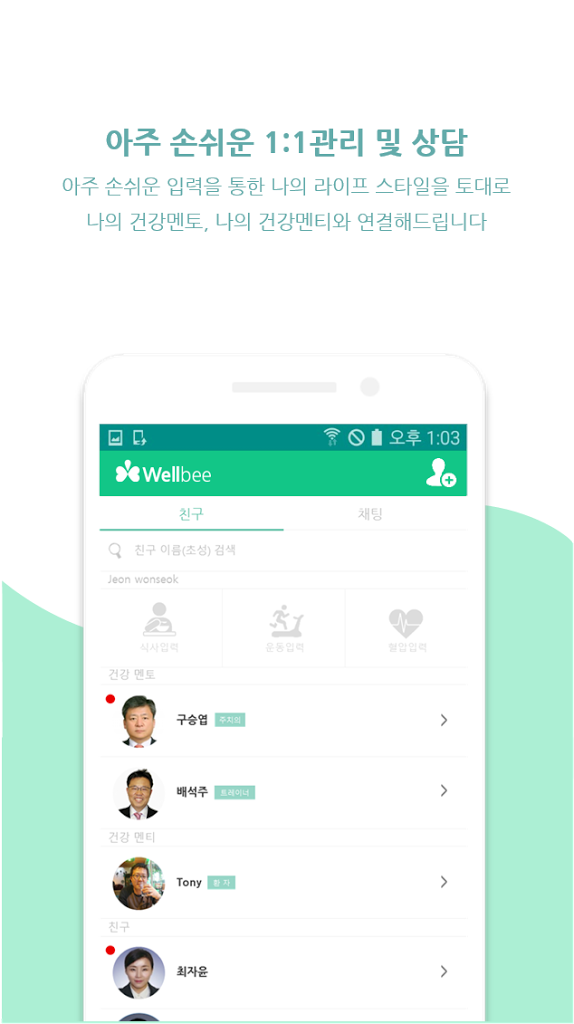 아주 손쉬운 1:1관리 및 상담
아주 손쉬운 입력을 통한 나의 라이프 스타일을 토대로
나의 건강멘토, 나의 건강멘티와 연결해드립니다
오후 1:03
Wellbee
친구 채팅
친구 이름(초성) 검색
Jeon wonseok
식사입력 운동입력 혈압입력
건강 멘토
구승엽 주치의
배석주 트레이너
건강 멘티
Tony 환 자
친구
최자윤